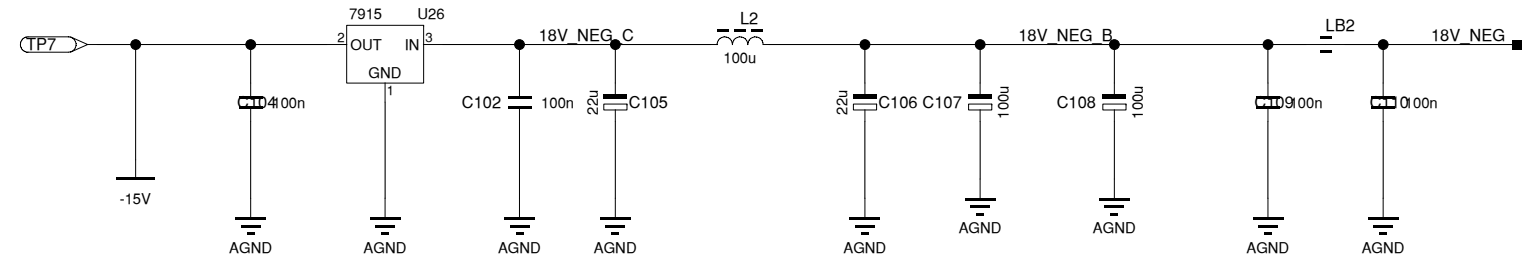 7915 U26
TP7
2 OUT IN 3
GND
1
18V_NEG_C
L2
100u
18V_NEG_B
LB2
18V_NEG
C104 100n
C102 100n
22u C105
22u C106
C107 100u
C108 100u
C109 100n
C110 100n
-15V
AGND
AGND
AGND
AGND
AGND
AGND
AGND
AGND
AGND